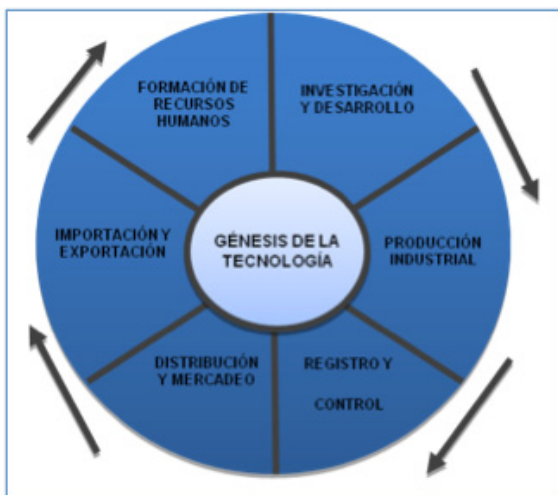 FORMACIÓN DE
RECURSOS
HUMANOS
INVESTIGACIÓN
Y DESARROLLO
IMPORTACIÓN Y
EXPORTACIÓN
GÉNESIS DE LA
TECNOLOGÍA
PRODUCCIÓN
INDUSTRIAL
DISTRIBUCIÓN
Y MERCADEO
REGISTRO Y
CONTROL